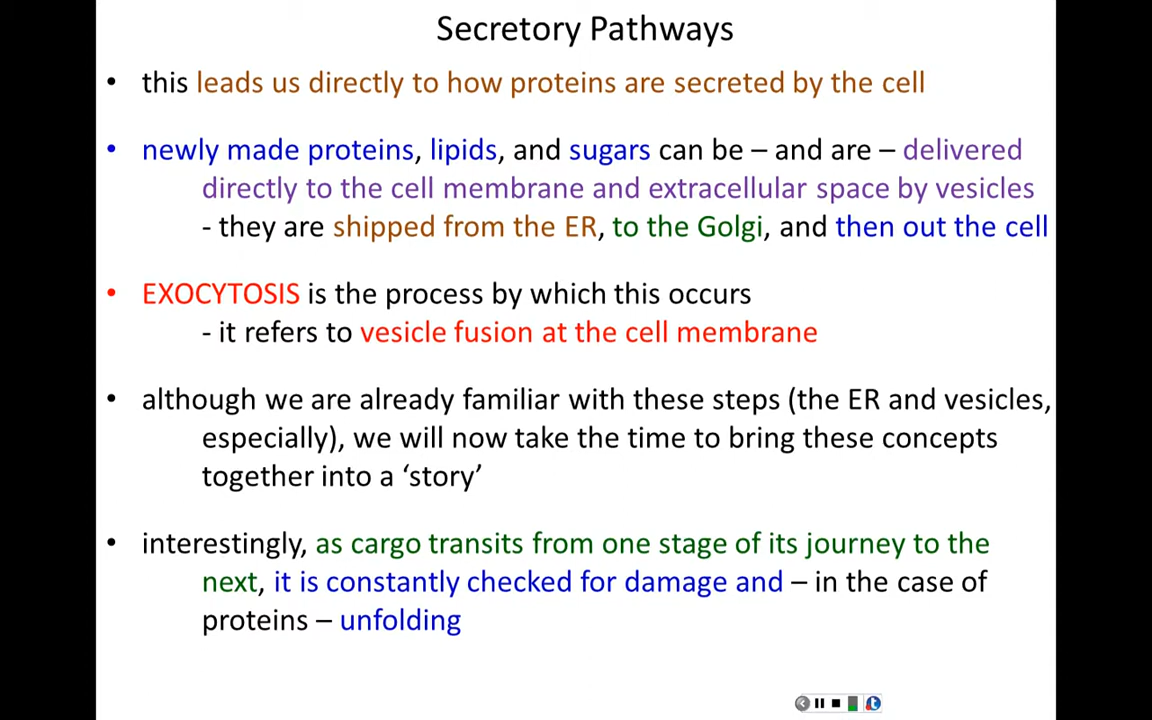 Secretory Pathways
• this leads us directly to how proteins are secreted by the cell
• newly made proteins, lipids, and sugars can be – and are – delivered
directly to the cell membrane and extracellular space by vesicles
- they are shipped from the ER, to the Golgi, and then out the cell
• EXOCYTOSIS is the process by which this occurs
- it refers to vesicle fusion at the cell membrane
• although we are already familiar with these steps (the ER and vesicles,
especially), we will now take the time to bring these concepts
together into a ‘story’
• interestingly, as cargo transits from one stage of its journey to the
next, it is constantly checked for damage and – in the case of
proteins – unfolding